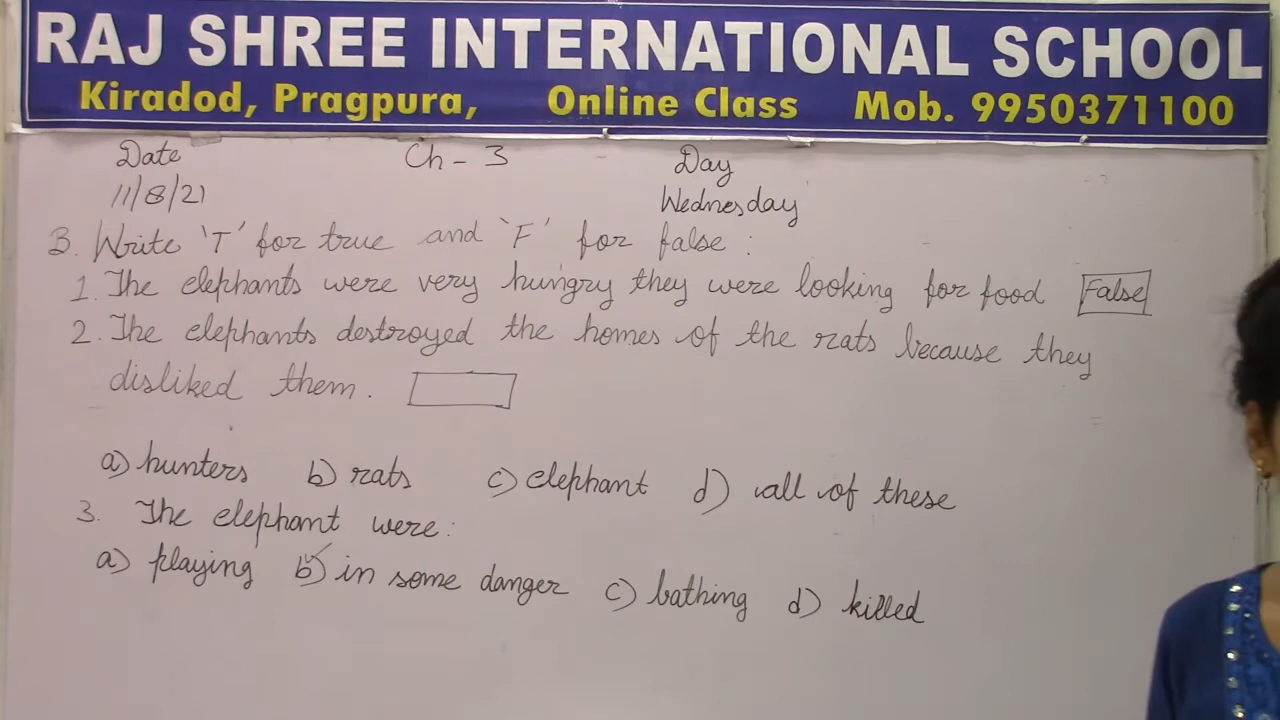 RAJ SHREE INTERNATIONAL SCHOOL
Kiradod, Pragpura, Online Class Mob. 9950371100
Date Ch - 3 Day
11/8/21 Wednesday
B. Write 'T' for true and 'F' for false :
1. The elephants were very hungry they were looking for food False
2. The elephants destroyed the homes of the rats because they
disliked them.
a) hunters b) rats c) elephant d) all of these
3. The elephant were:
a) playing b) in some danger c) bathing d) killed